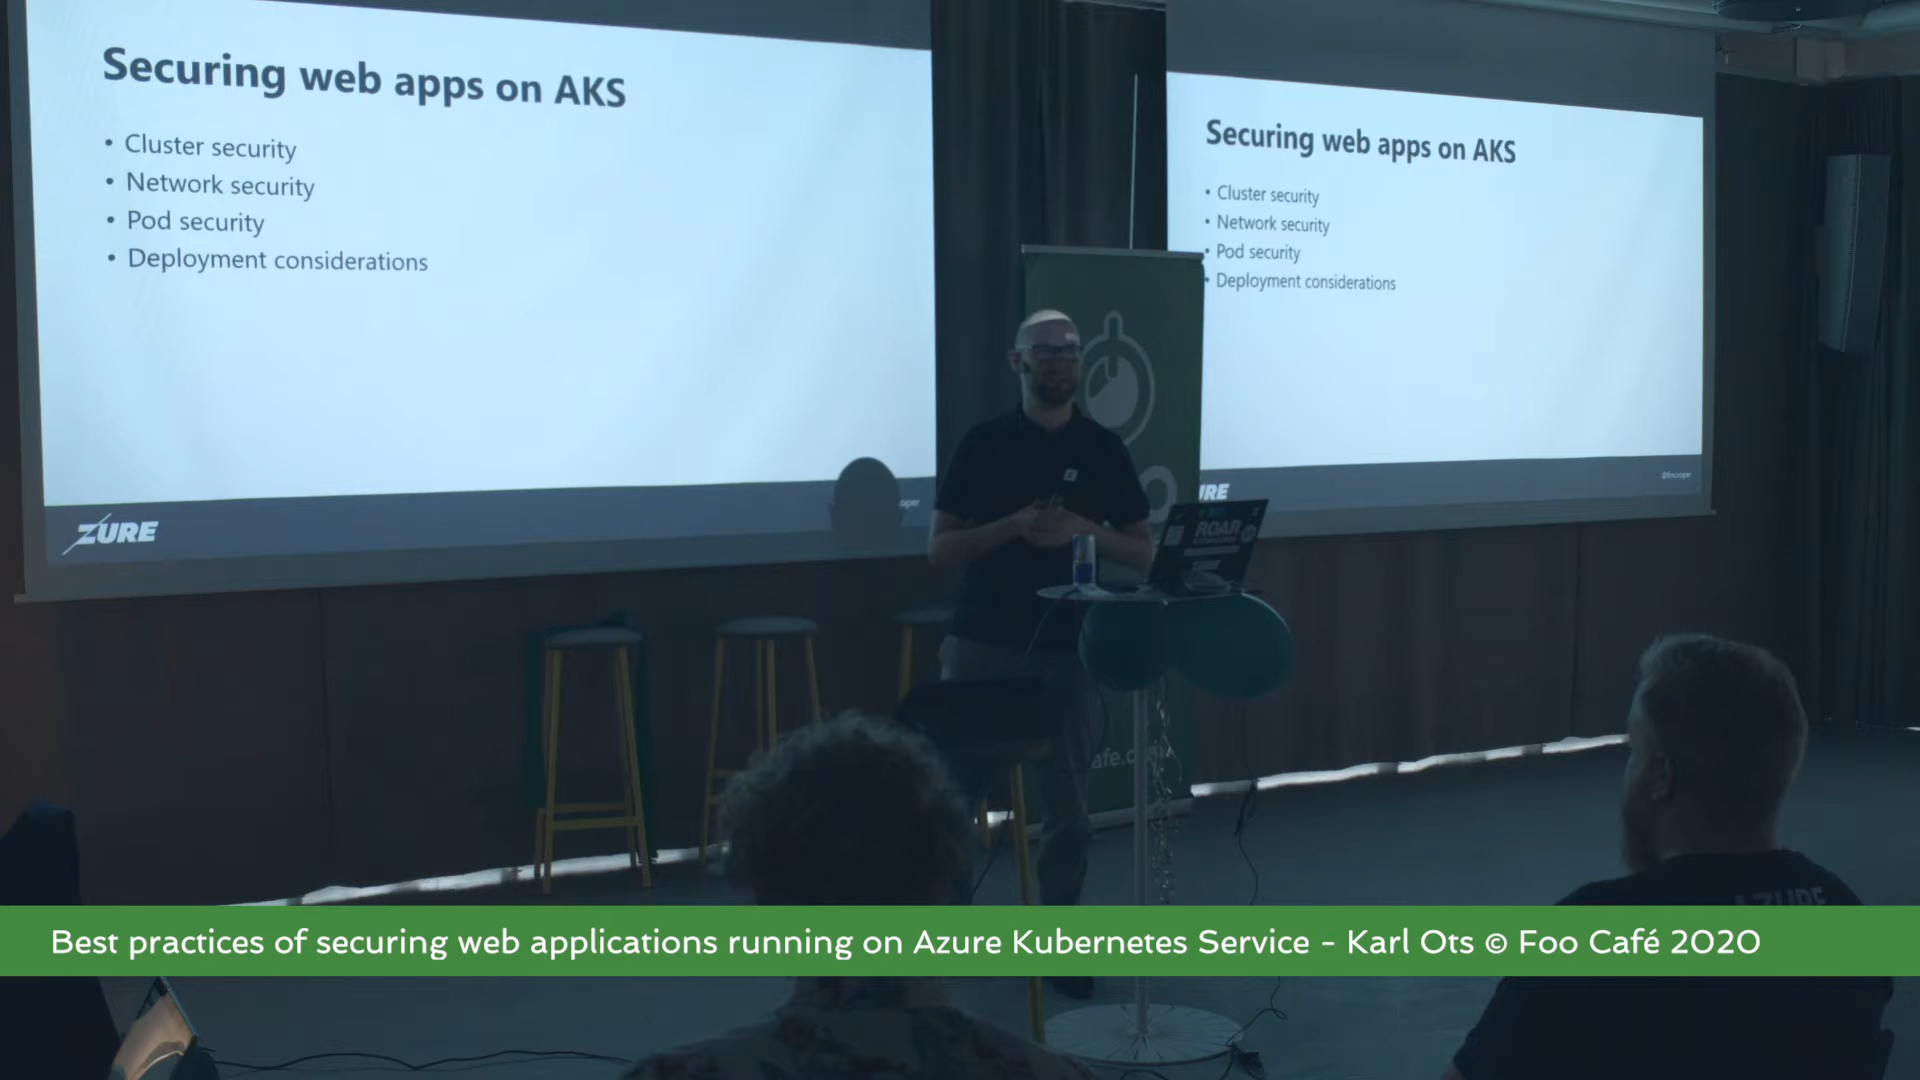 Securing web apps on AKS
• Cluster security
• Network security
• Pod security
• Deployment considerations
ZURE
Securing web apps on AKS
• Cluster security
• Network security
• Pod security
• Deployment considerations
URE
ROAR
AZURE
Best practices of securing web applications running on Azure Kubernetes Service - Karl Ots © Foo Café 2020